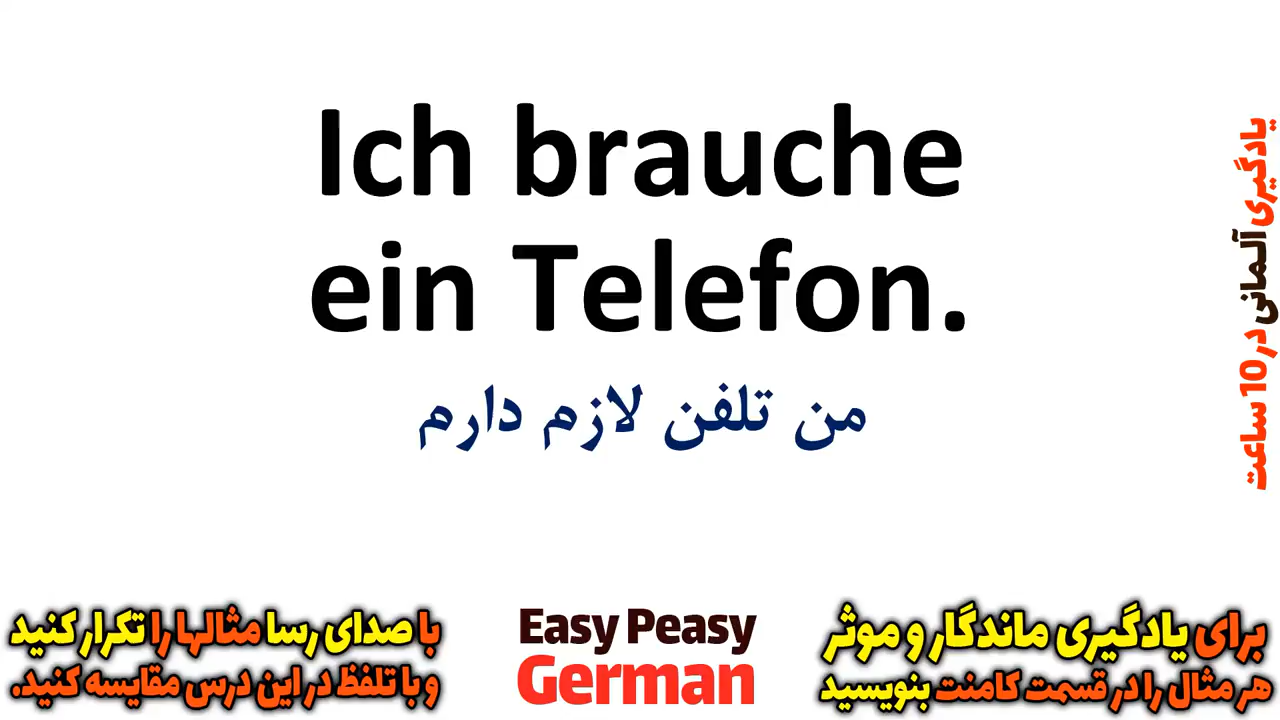 Ich brauche
ein Telefon.
من تلفن لازم دارم
یادگیری آلمانی در 10 ساعت
با صدای رسا مثالها را تکرار کنید
و با تلفظ در این درس مقایسه کنید.
Easy Peasy
German
برای یادگیری ماندگار و موثر
هر مثال را در قسمت کامنت بنویسید